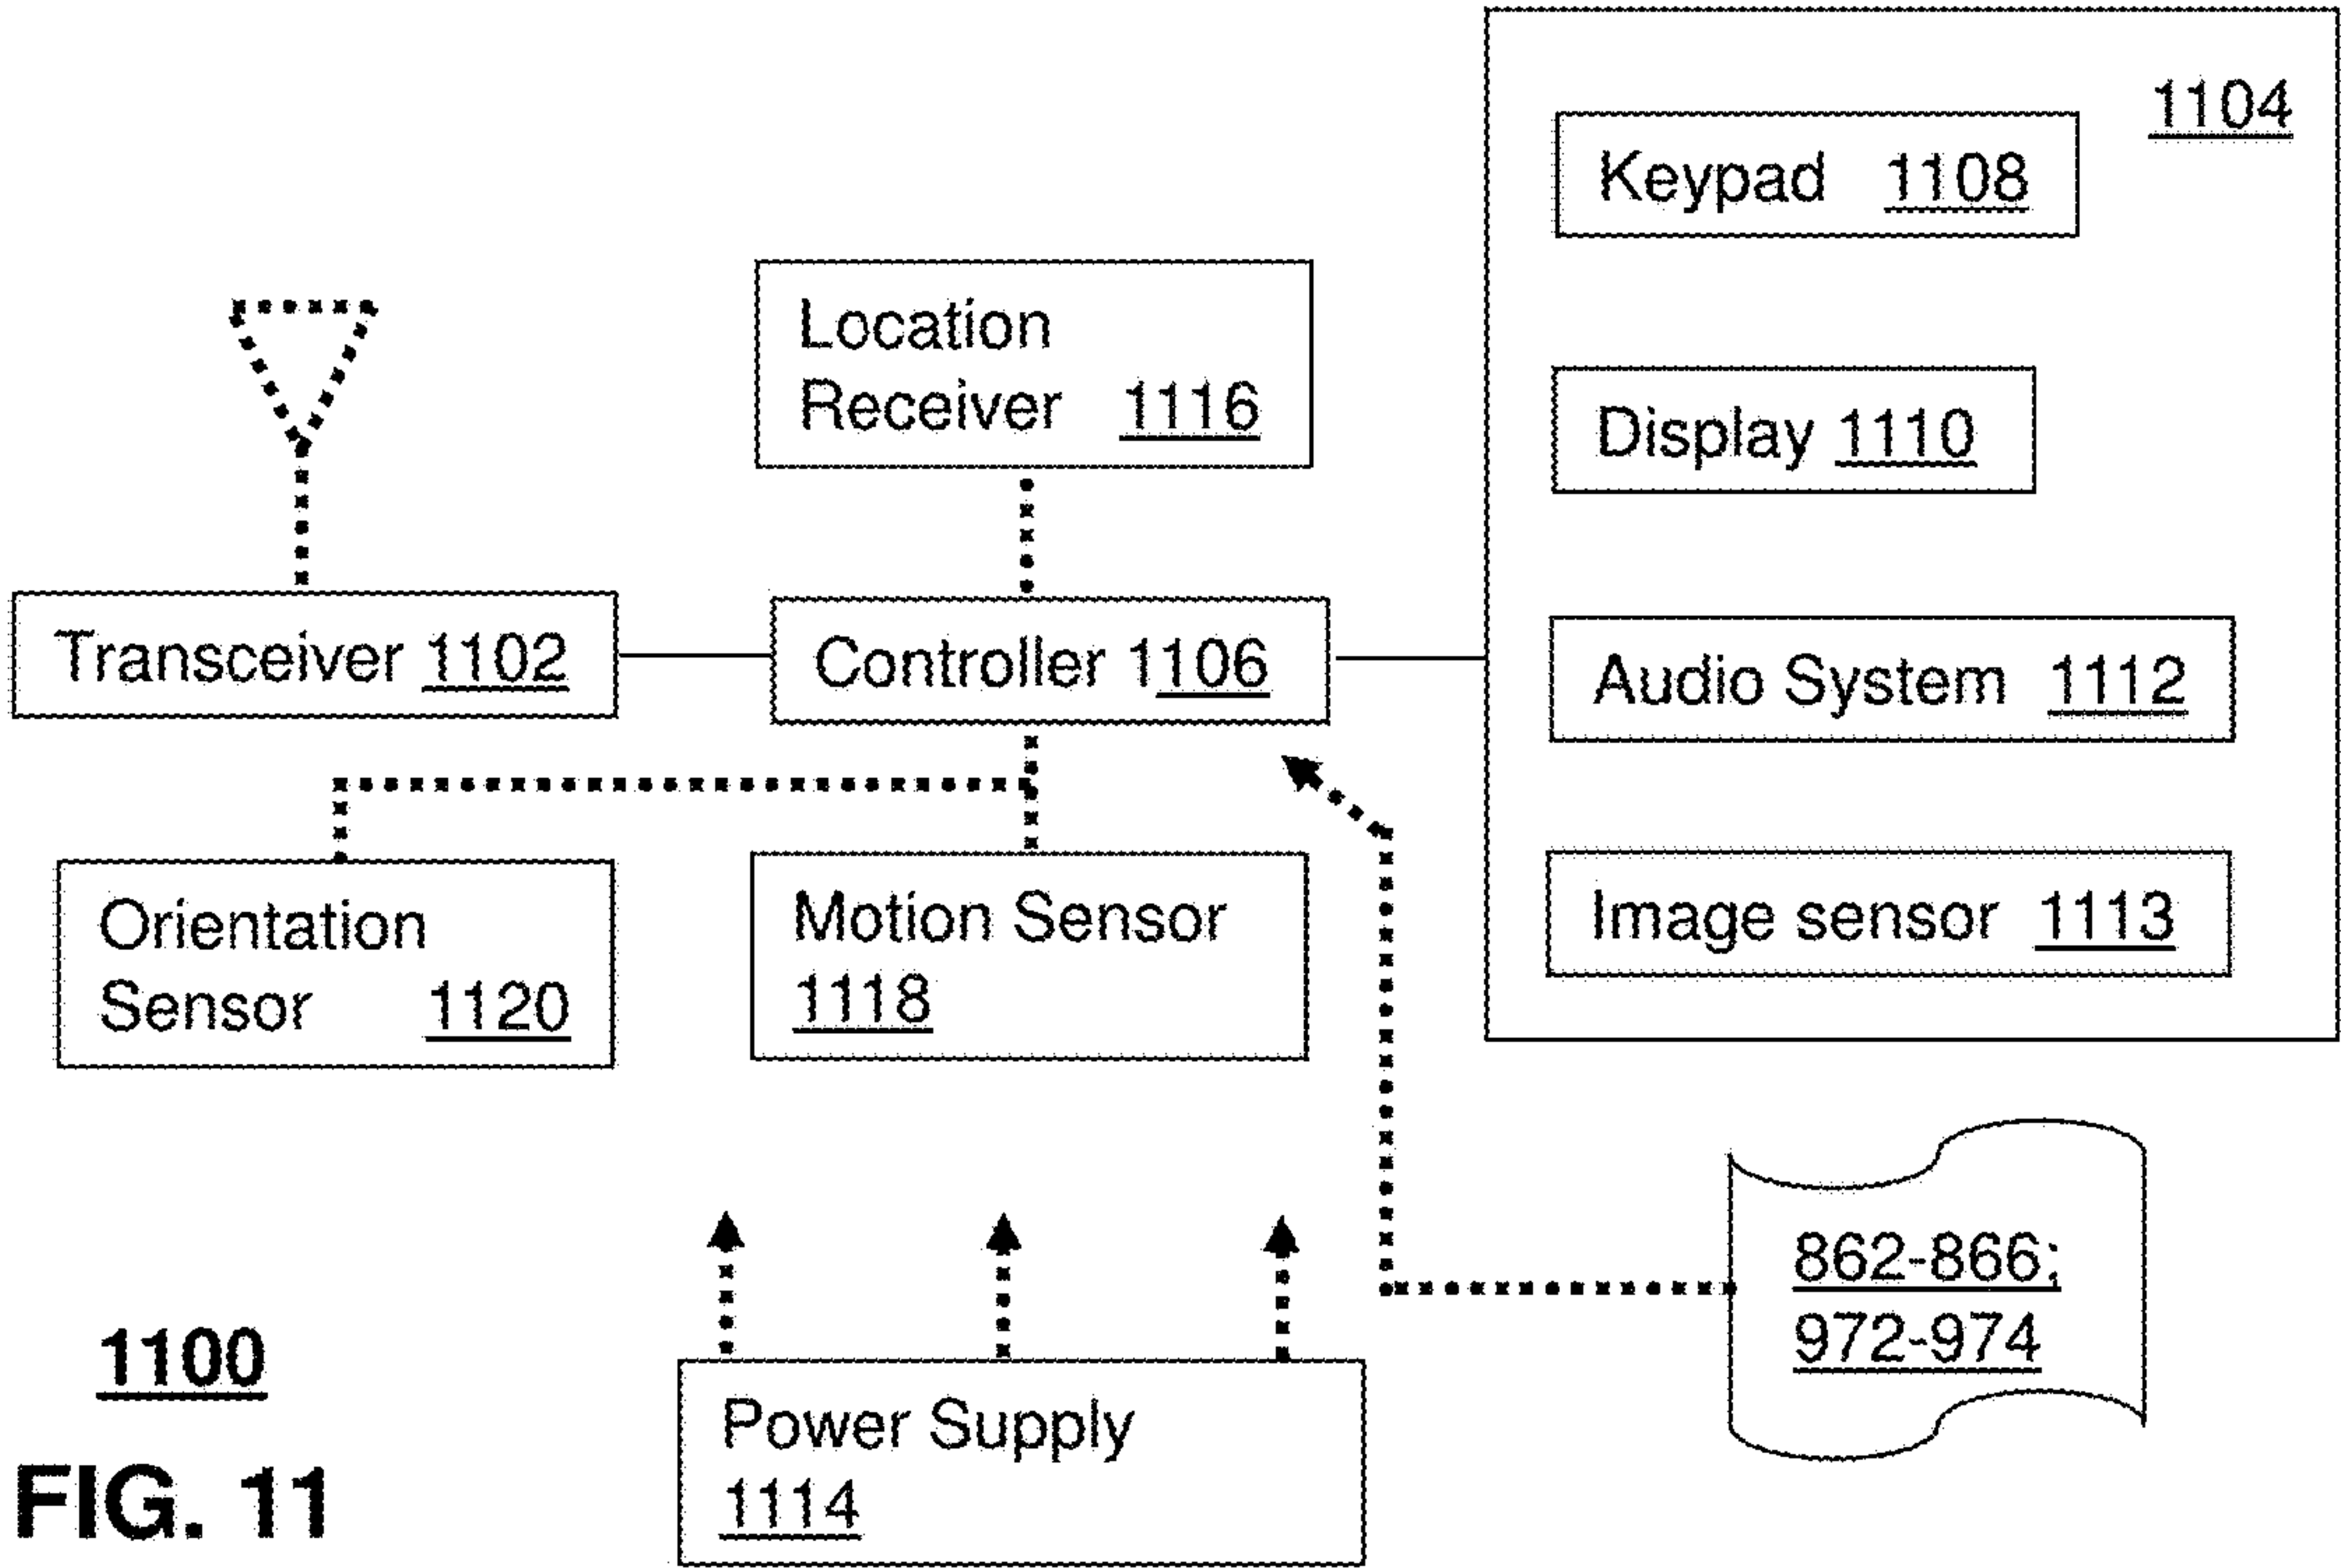 1104
Keypad 1108
Location
Receiver 1116
Display 1110
Transceiver 1102
Controller 1106
Audio System 1112
Orientation
Sensor 1120
Motion Sensor
1118
Image sensor 1113
862-866;
972-974
Power Supply
1114
1100
FIG. 11